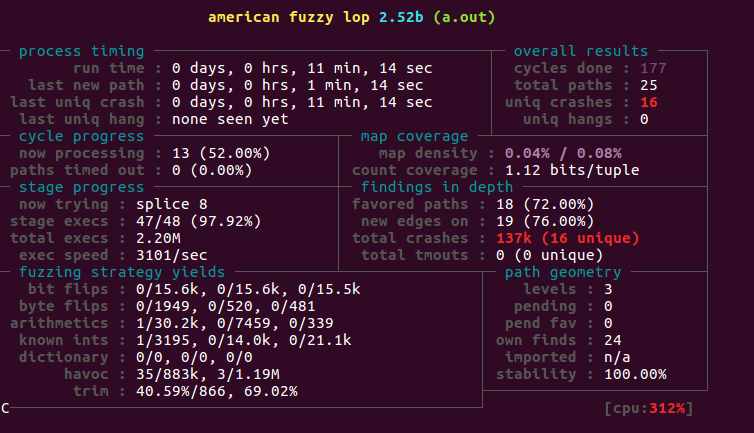 american fuzzy lop 2.52b (a.out)
process timing overall results
run time : 0 days, 0 hrs, 11 min, 14 sec cycles done : 177
last new path : 0 days, 0 hrs, 1 min, 14 sec total paths : 25
last uniq crash : 0 days, 0 hrs, 11 min, 14 sec uniq crashes : 16
last uniq hang : none seen yet uniq hangs : 0
cycle progress map coverage
now processing : 13 (52.00%) map density : 0.04% / 0.08%
paths timed out : 0 (0.00%) count coverage : 1.12 bits/tuple
stage progress findings in depth
now trying : splice 8 favored paths : 18 (72.00%)
stage execs : 47/48 (97.92%) new edges on : 19 (76.00%)
total execs : 2.20M total crashes : 137k (16 unique)
exec speed : 3101/sec total tmouts : 0 (0 unique)
fuzzing strategy yields path geometry
bit flips : 0/15.6k, 0/15.6k, 0/15.5k levels : 3
byte flips : 0/1949, 0/520, 0/481 pending : 0
arithmetics : 1/30.2k, 0/7459, 0/339 pend fav : 0
known ints : 1/3195, 0/14.0k, 0/21.1k own finds : 24
dictionary : 0/0, 0/0, 0/0 imported : n/a
havoc : 35/883k, 3/1.19M stability : 100.00%
trim : 40.59%/866, 69.02%
C [cpu:312%]